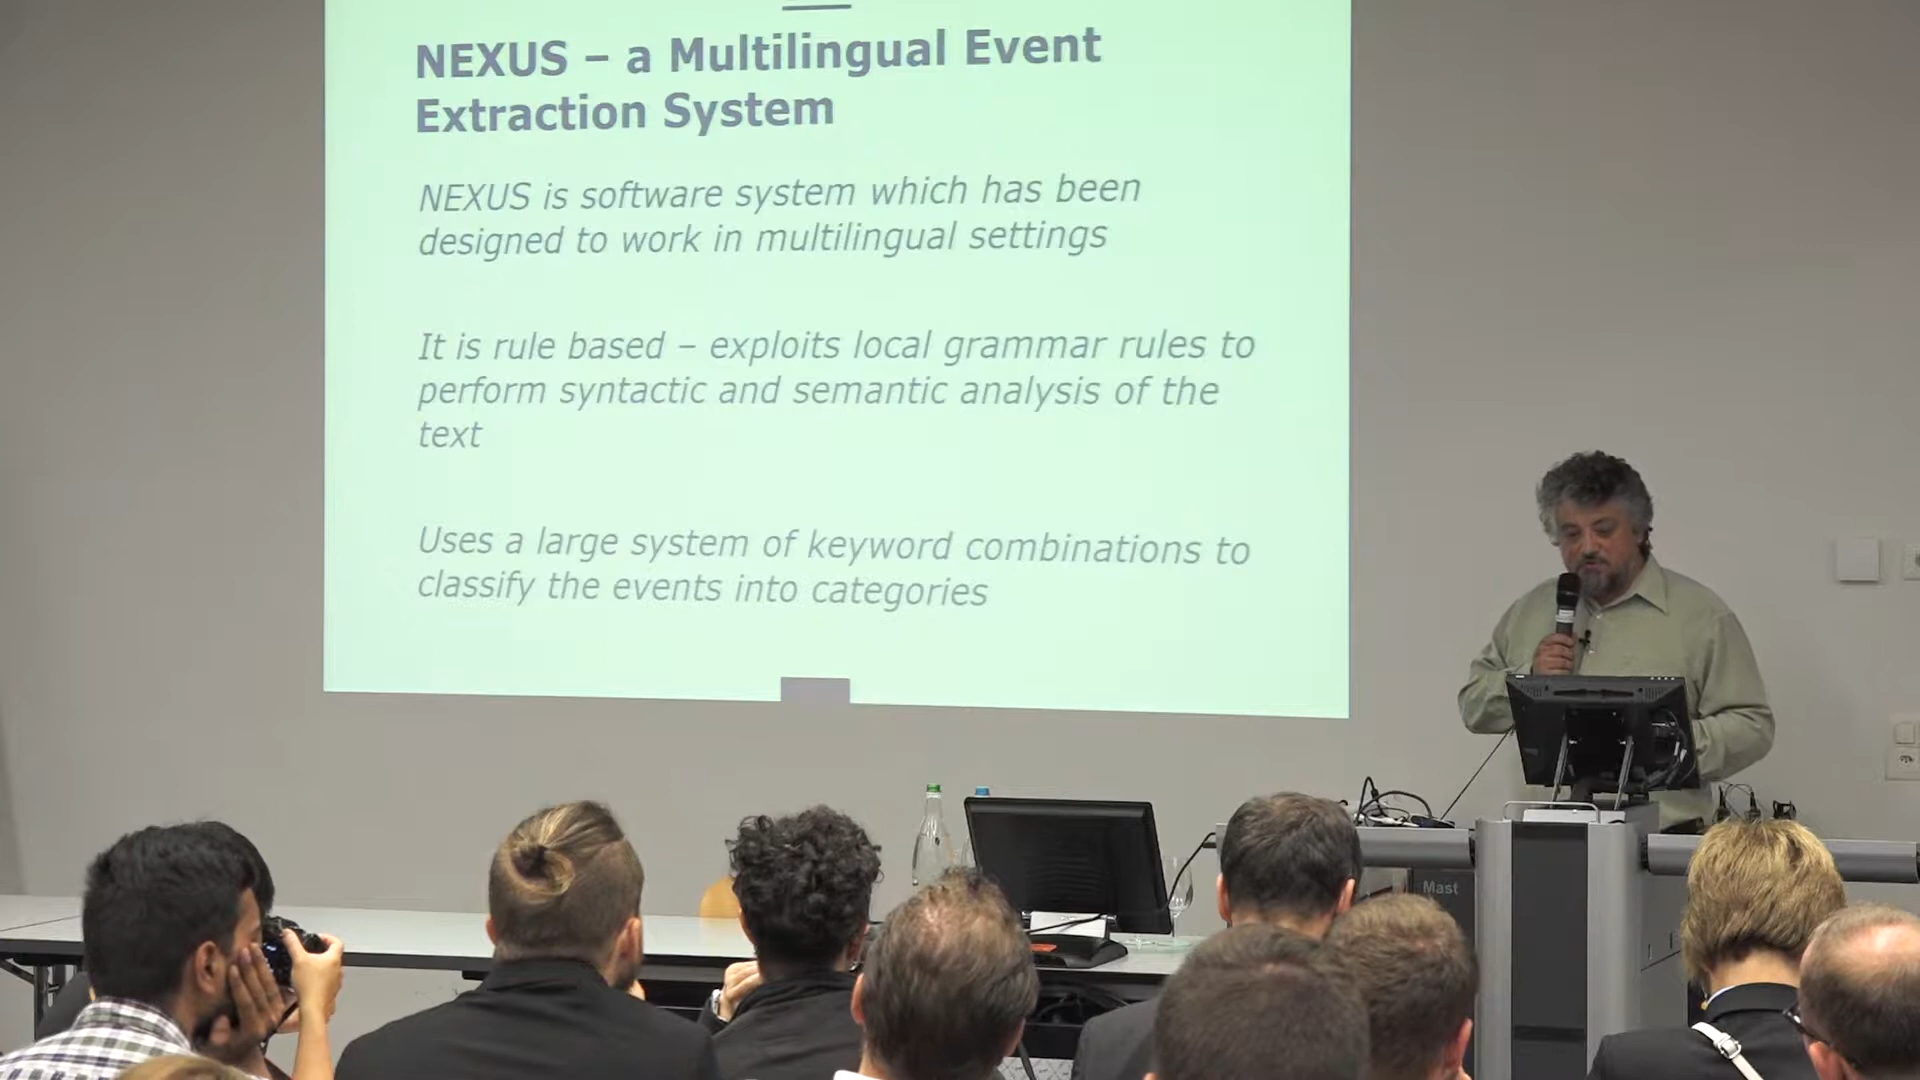 NEXUS – a Multilingual Event
Extraction System
NEXUS is software system which has been
designed to work in multilingual settings
It is rule based – exploits local grammar rules to
perform syntactic and semantic analysis of the
text
Uses a large system of keyword combinations to
classify the events into categories
Mast